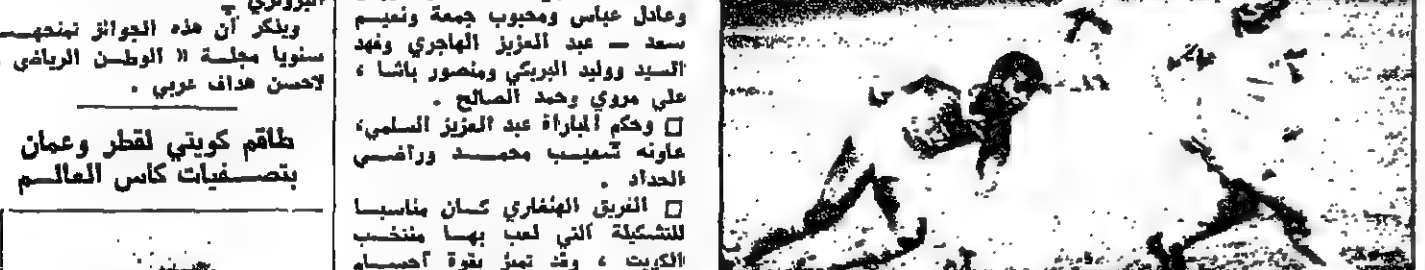 وعادل عباس ومحبوب جمعة ونعيم
سعد — عبد العزيز الهاجري وفهد
السيد ووليد البريكي ومنصور باشا ،
علي مروي وحمد الصالح .
□ وحكم المباراة عبد العزيز السلمي،
عاونه شعيب محمد وراضي
الحداد .
□ الفريق الهنغاري كان مناسبا
للتشكيلة التي لعب بها منتخب
الكويت ، وقد تميز بقوة
ويذكر أن هذه الجوائز تمنحهــ
سنويا مجلة « الوطن الرياضي
لاحسن هداف عربي .
طاقم كويتي لقطر وعمان
بتصفيات كاس العالم